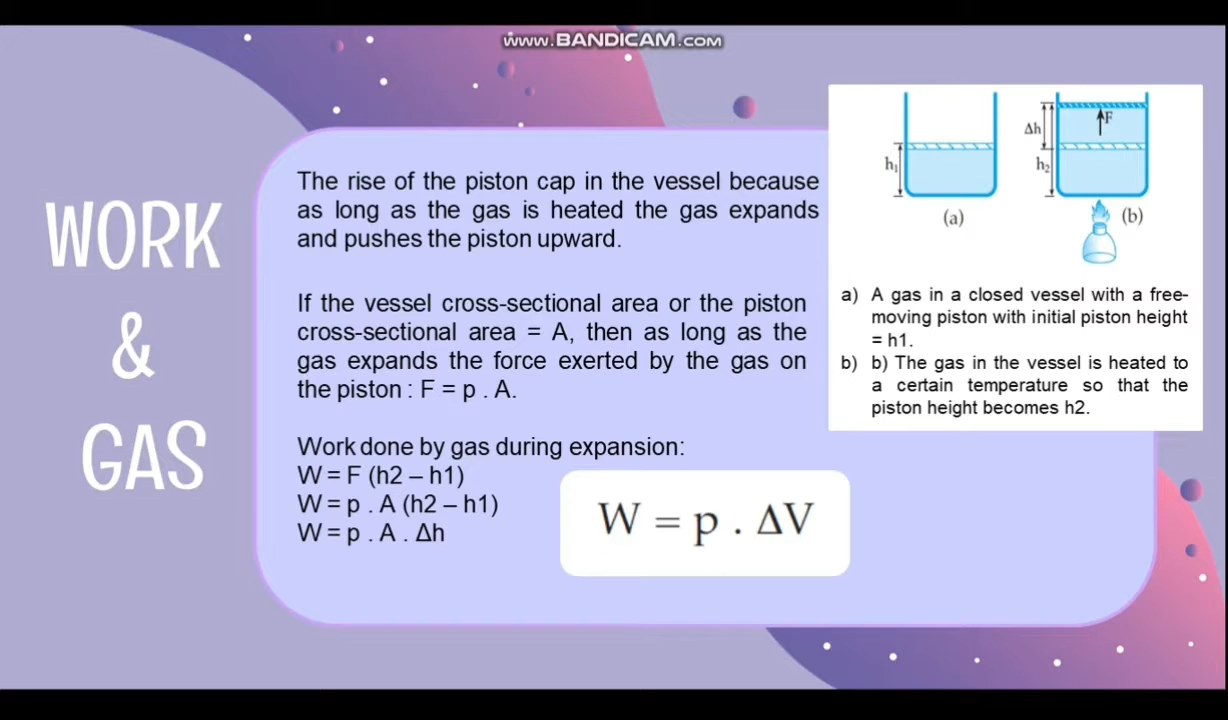 www.BANDICAM.com
WORK
&
GAS
The rise of the piston cap in the vessel because
as long as the gas is heated the gas expands
and pushes the piston upward.
If the vessel cross-sectional area or the piston
cross-sectional area = A, then as long as the
gas expands the force exerted by the gas on
the piston : F = p . A.
Work done by gas during expansion:
W = F (h2 – h1)
W = p . A (h2 – h1)
W = p . A . Δh
W = p . ΔV
h₁
(a)
Δh
F
h₂
(b)
a) A gas in a closed vessel with a free-
moving piston with initial piston height
= h1.
b) b) The gas in the vessel is heated to
a certain temperature so that the
piston height becomes h2.